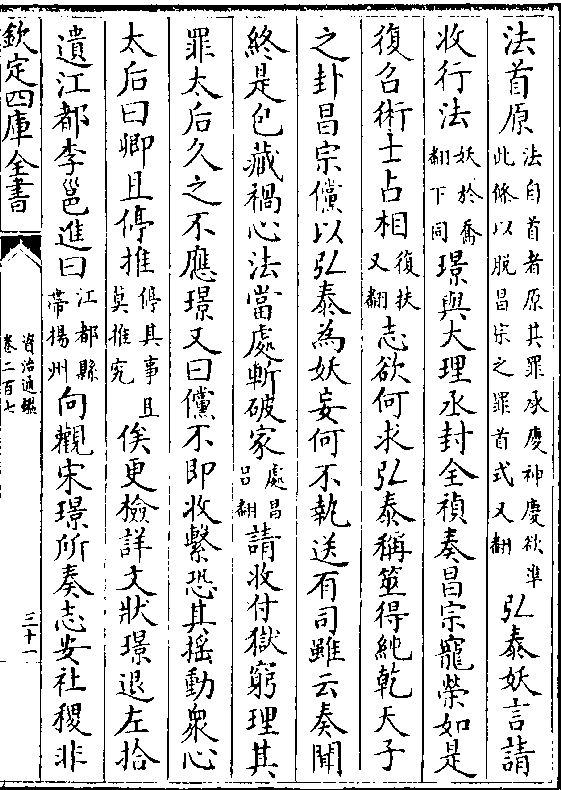 法首原法自首者原其罪承慶神慶欲準此條以脱昌宗之罪首式又翻弘泰妖言請
收行法妖於喬翻下同璟與大理丞封全禎奏昌宗寵榮如是
復召術士占相復扶又翻志欲何求弘泰稱筮得純乾天子
之卦昌宗儻以弘泰為妖妄何不執送有司雖云奏聞
終是包藏禍心法當處斬破家處昌吕翻請收付獄窮理其
罪太后久之不應璟又曰儻不即收繫恐其摇動衆心
太后曰卿且停推停其事且莫推究俟更檢詳文狀璟退左拾
遺江都李邕進曰江都縣帶揚州向觀宋璟所奏志安社稷非
欽定四庫全書
資治通鑑
卷二百七
三十一